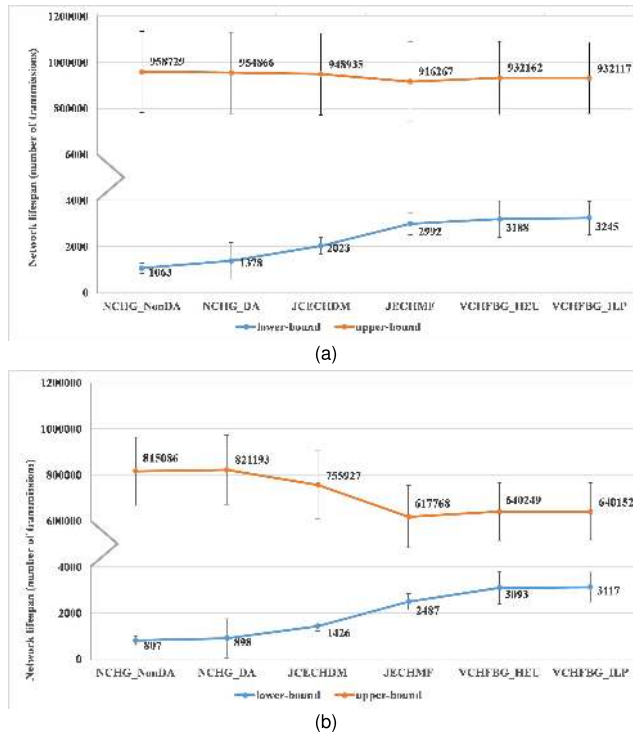 1200000
1000000
800000
6000
4000
2000
0
Network lifespan (number of transmissions)
958729
954866
948935
916267
932162
932117
1063
1378
2023
2992
3188
3245
NCHG_NonDA
NCHG_DA
JCECHDM
JECHMF
VCHFBG_HEU
VCHFBG_ILP
lower-bound
upper-bound
(a)
1200000
1000000
800000
600000
4000
2000
0
Network lifespan (number of transmissions)
815086
821193
755927
617768
640249
640152
807
898
1426
2487
3093
3117
NCHG_NonDA
NCHG_DA
JCECHDM
JECHMF
VCHFBG_HEU
VCHFBG_ILP
lower-bound
upper-bound
(b)